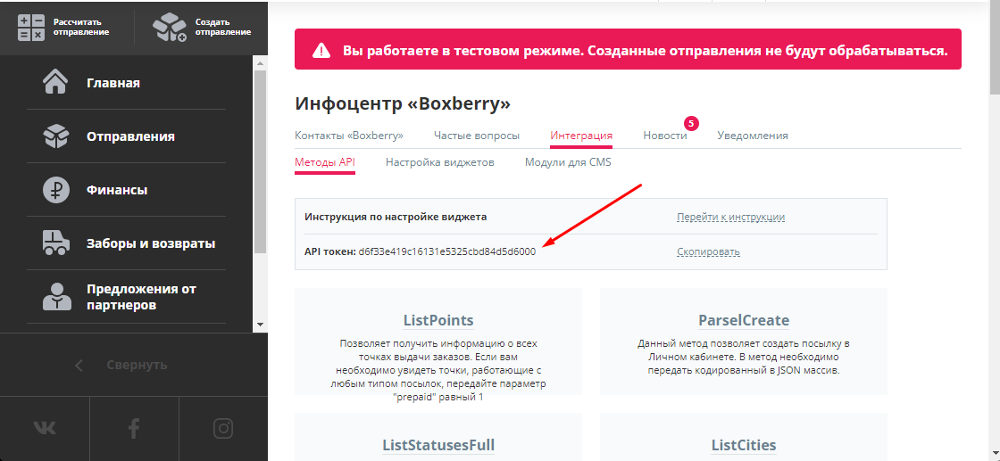 Рассчитать
отправление
Создать
отправление
Главная
Отправления
Финансы
Заборы и возвраты
Предложения от
партнеров
Свернуть
Вы работаете в тестовом режиме. Созданные отправления не будут обрабатываться.
Инфоцентр «Boxberry»
Контакты «Boxberry» Частые вопросы Интеграция Новости 5 Уведомления
Методы API Настройка виджетов Модули для CMS
Инструкция по настройке виджета Перейти к инструкции
API токен: d6f33e419c16131e5325cbd84d5d6000 Скопировать
ListPoints
Позволяет получить информацию о всех
точках выдачи заказов. Если вам
необходимо увидеть точки, работающие с
любым типом посылок, передайте параметр
"prepaid" равный 1
ParselCreate
Данный метод позволяет создать посылку в
Личном кабинете. В метод необходимо
передать кодированный в JSON массив.
ListStatusesFull
ListCities